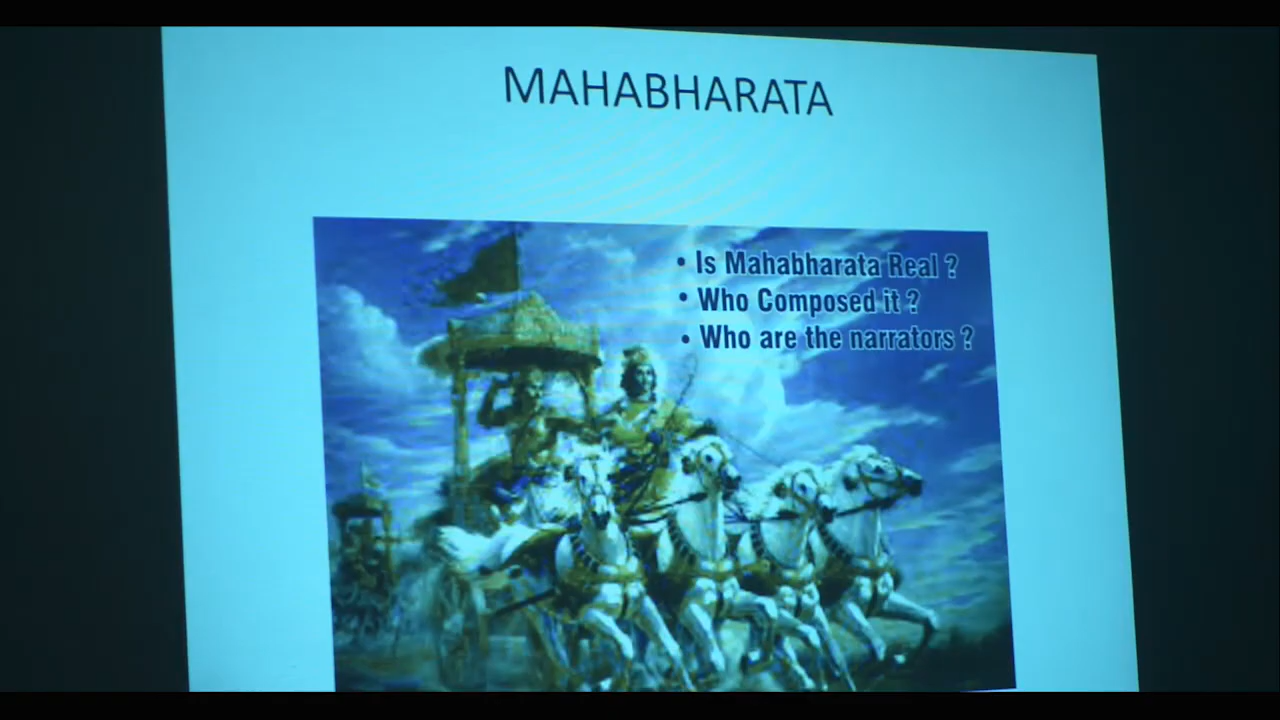 MAHABHARATA
• Is Mahabharata Real ?
• Who Composed it ?
• Who are the narrators ?